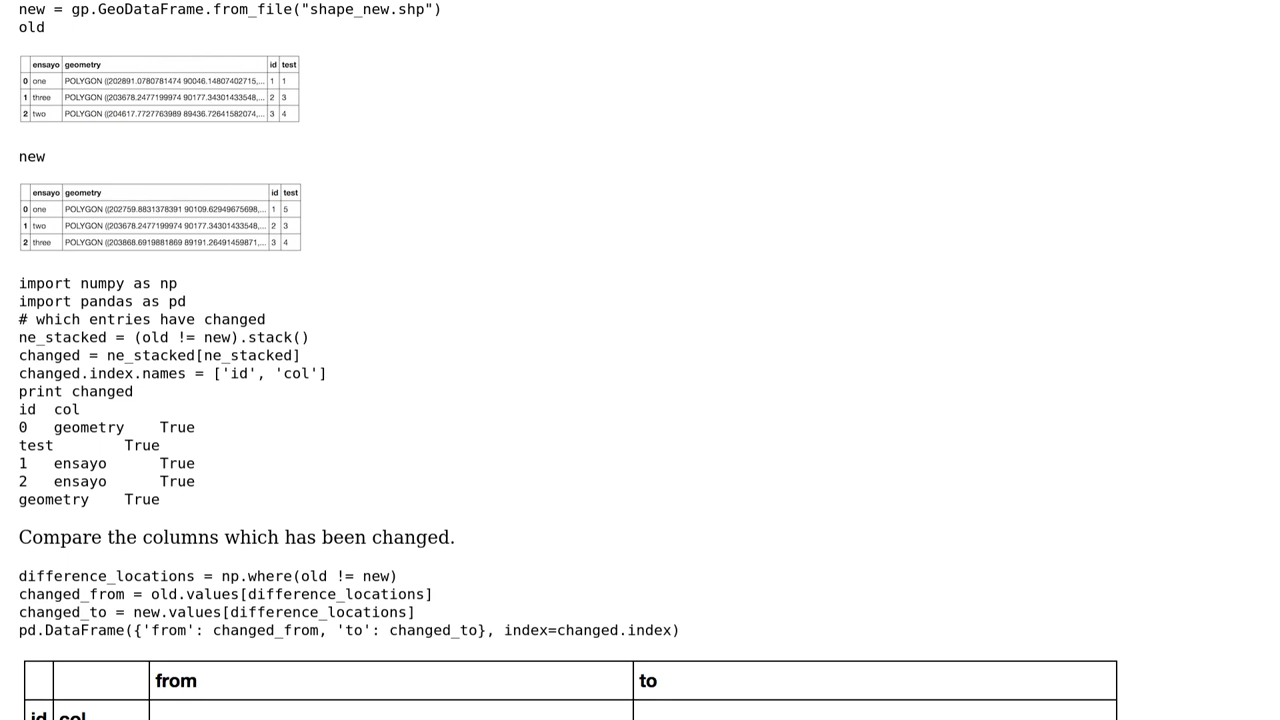 new = gp.GeoDataFrame.from_file("shape_new.shp")
old
ensayo geometry id test
0 one POLYGON ((202891.0780781474 90046.14807402715,... 1 1
1 three POLYGON ((203678.2477199974 90177.34301433548,... 2 3
2 two POLYGON ((204617.7727763989 89436.72641582074,... 3 4
new
ensayo geometry id test
0 one POLYGON ((202759.8831378391 90109.62949675698,... 1 5
1 two POLYGON ((203678.2477199974 90177.34301433548,... 2 3
2 three POLYGON ((203868.6919881869 89191.26491459871,... 3 4
import numpy as np
import pandas as pd
# which entries have changed
ne_stacked = (old != new).stack()
changed = ne_stacked[ne_stacked]
changed.index.names = ['id', 'col']
print changed
id  col
0   geometry    True
test        True
1   ensayo      True
2   ensayo      True
geometry    True
Compare the columns which has been changed.
difference_locations = np.where(old != new)
changed_from = old.values[difference_locations]
changed_to = new.values[difference_locations]
pd.DataFrame({'from': changed_from, 'to': changed_to}, index=changed.index)
from to
id col